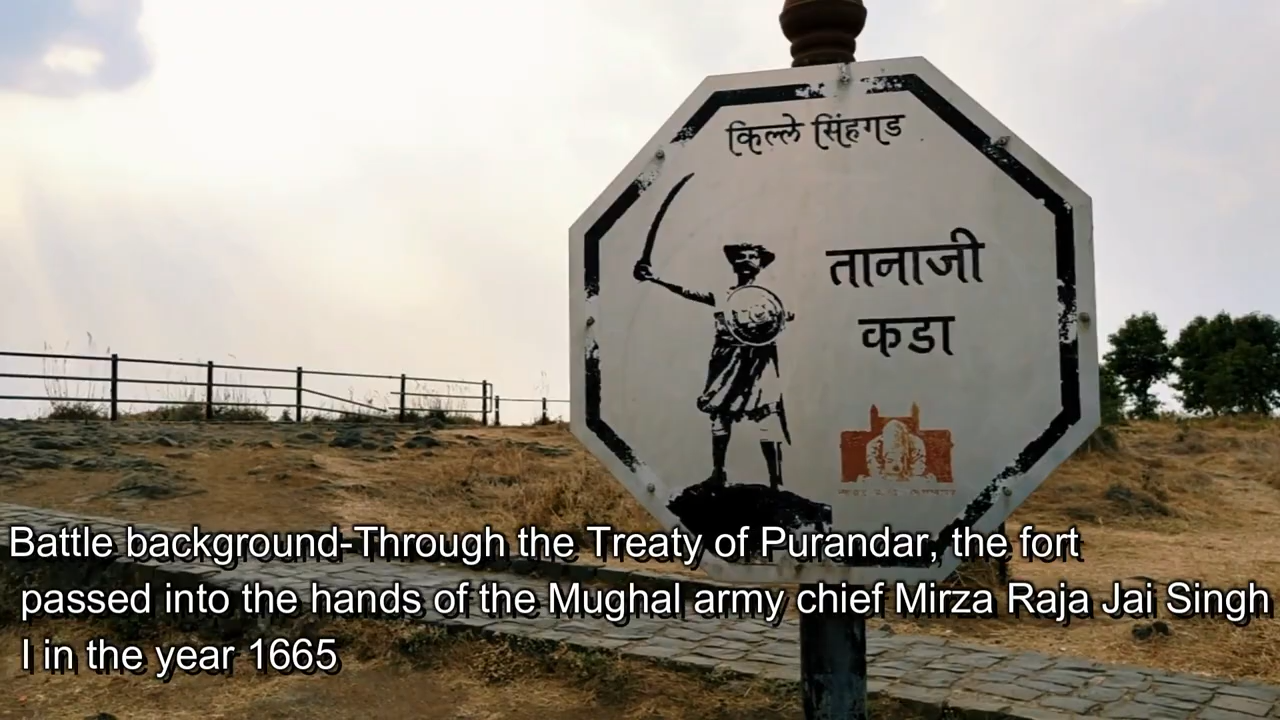 किल्ले सिंहगड
तानाजी
कडा
Battle background-Through the Treaty of Purandar, the fort
passed into the hands of the Mughal army chief Mirza Raja Jai Singh
I in the year 1665